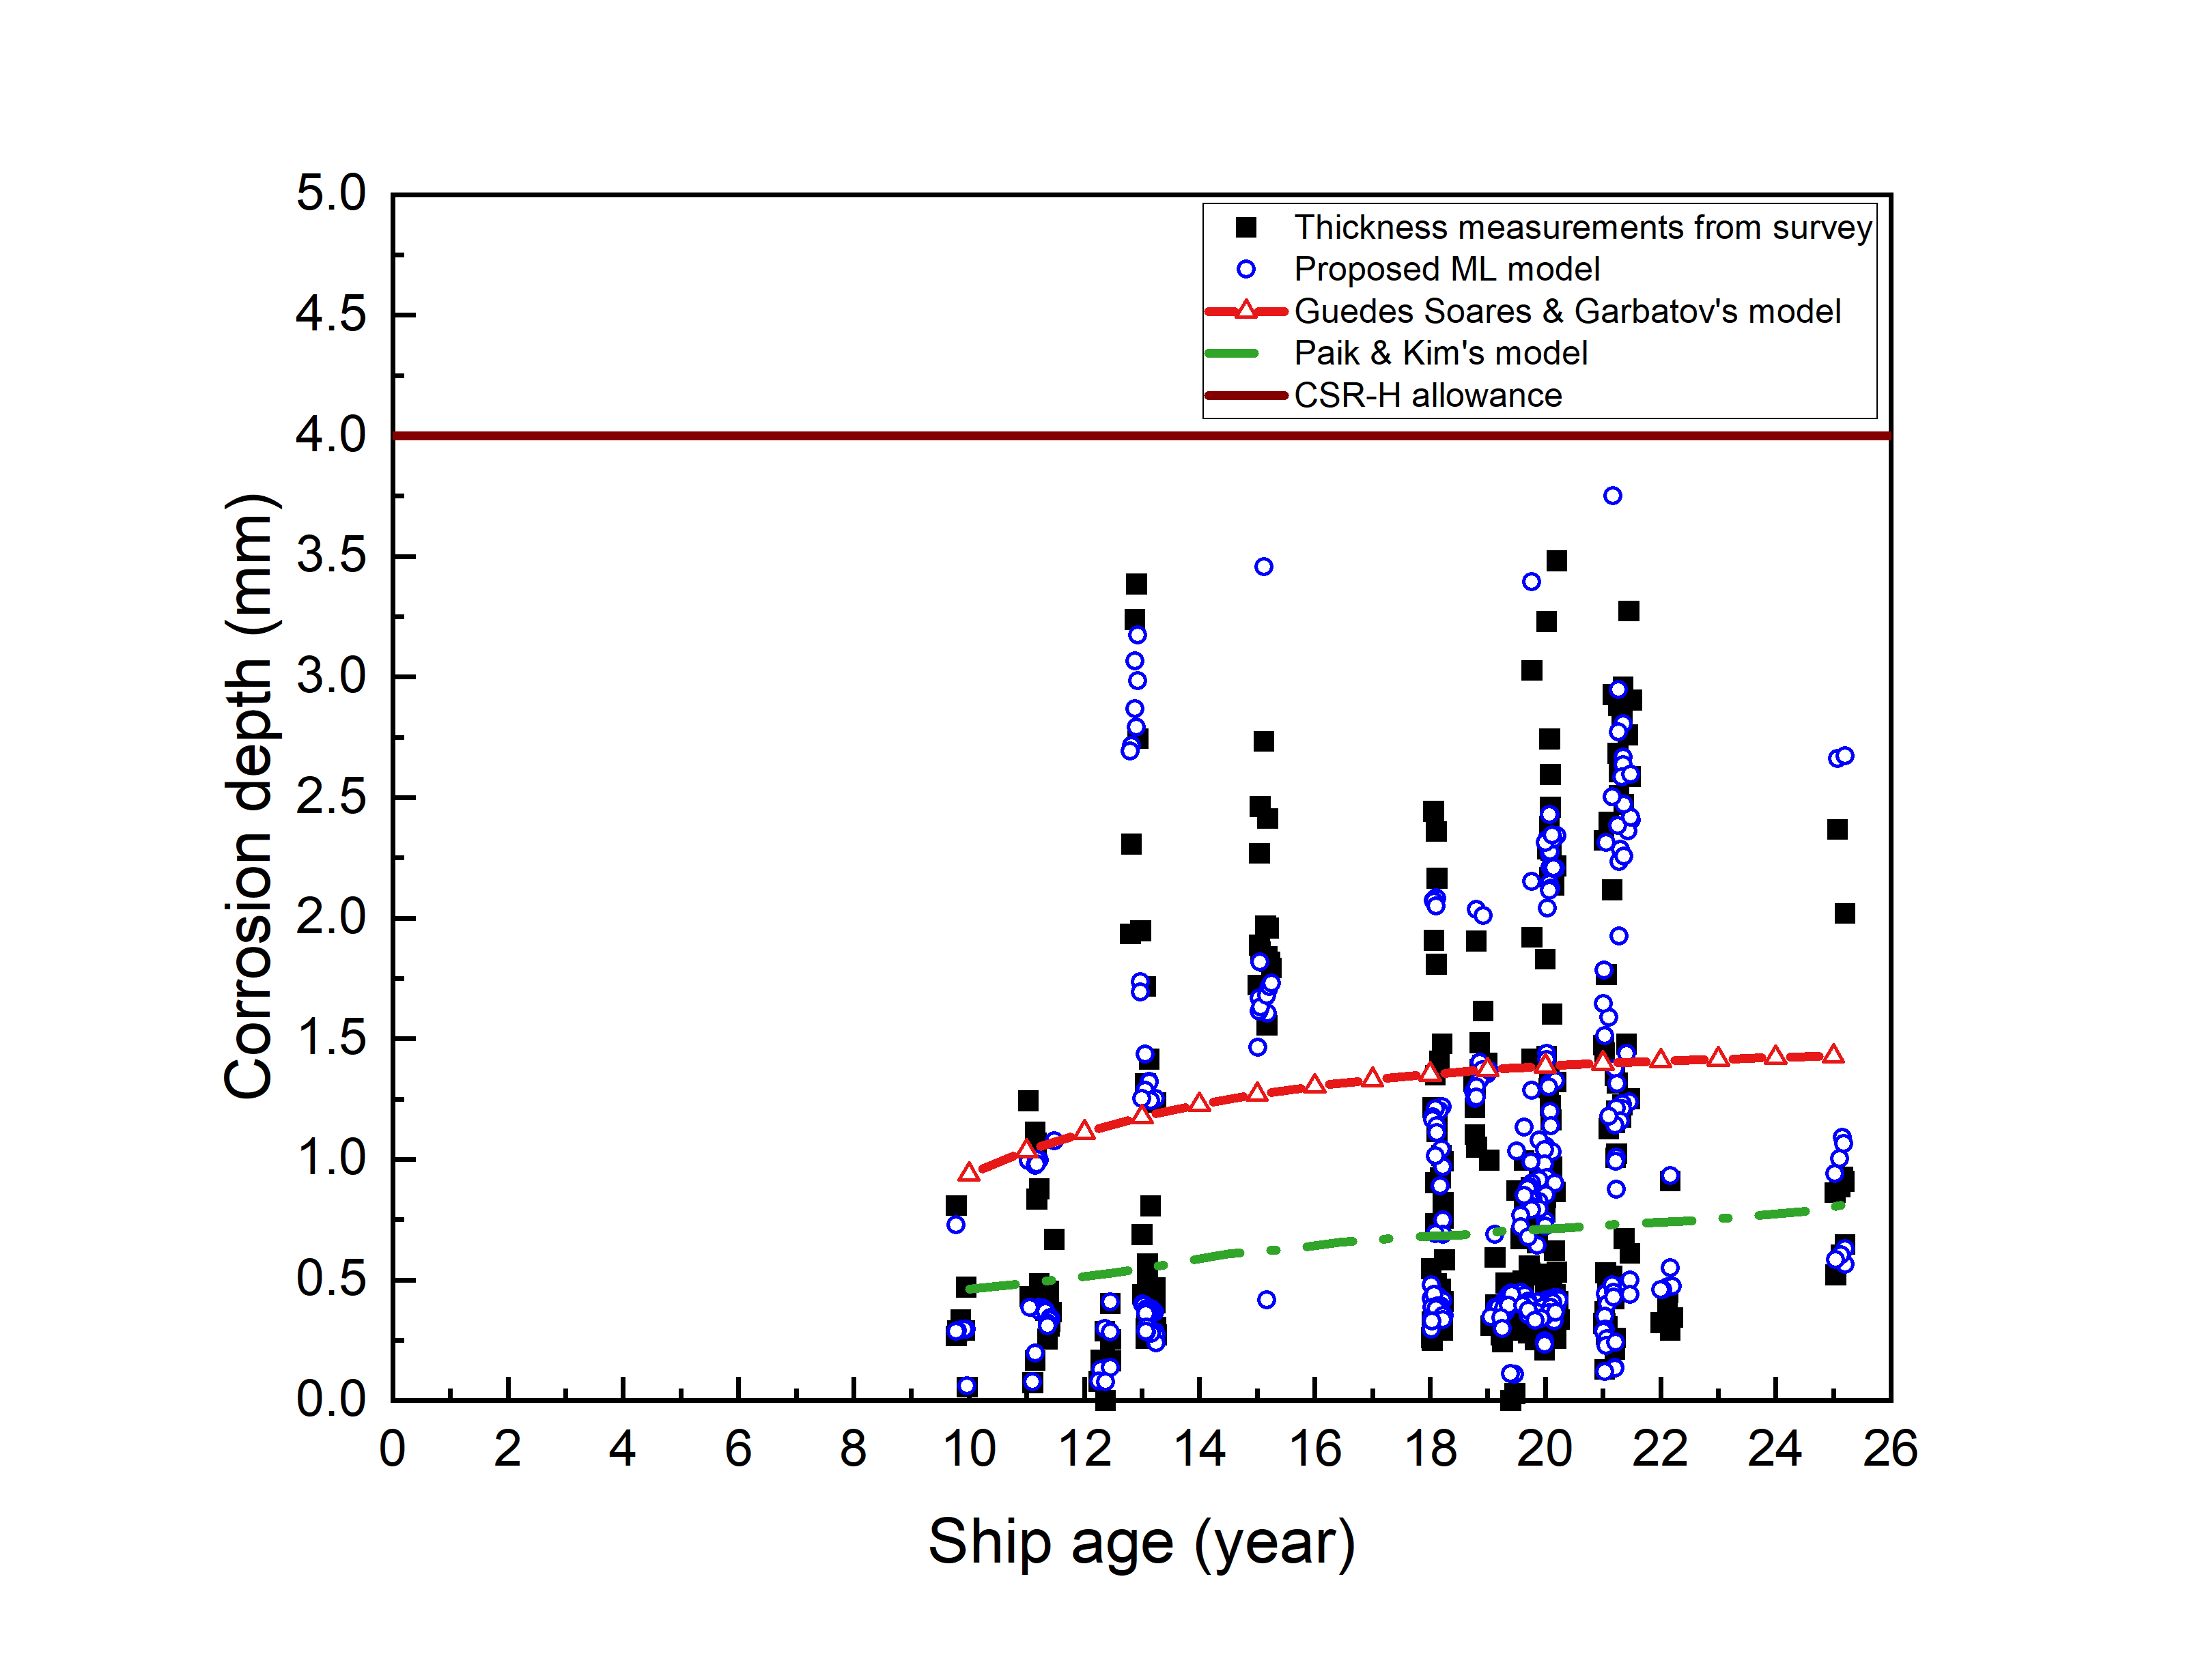 Thickness measurements from survey
Proposed ML model
Guedes Soares & Garbatov's model
Paik & Kim's model
CSR-H allowance
Corrosion depth (mm)
5.0
4.5
4.0
3.5
3.0
2.5
2.0
1.5
1.0
0.5
0.0
0 2 4 6 8 10 12 14 16 18 20 22 24 26
Ship age (year)